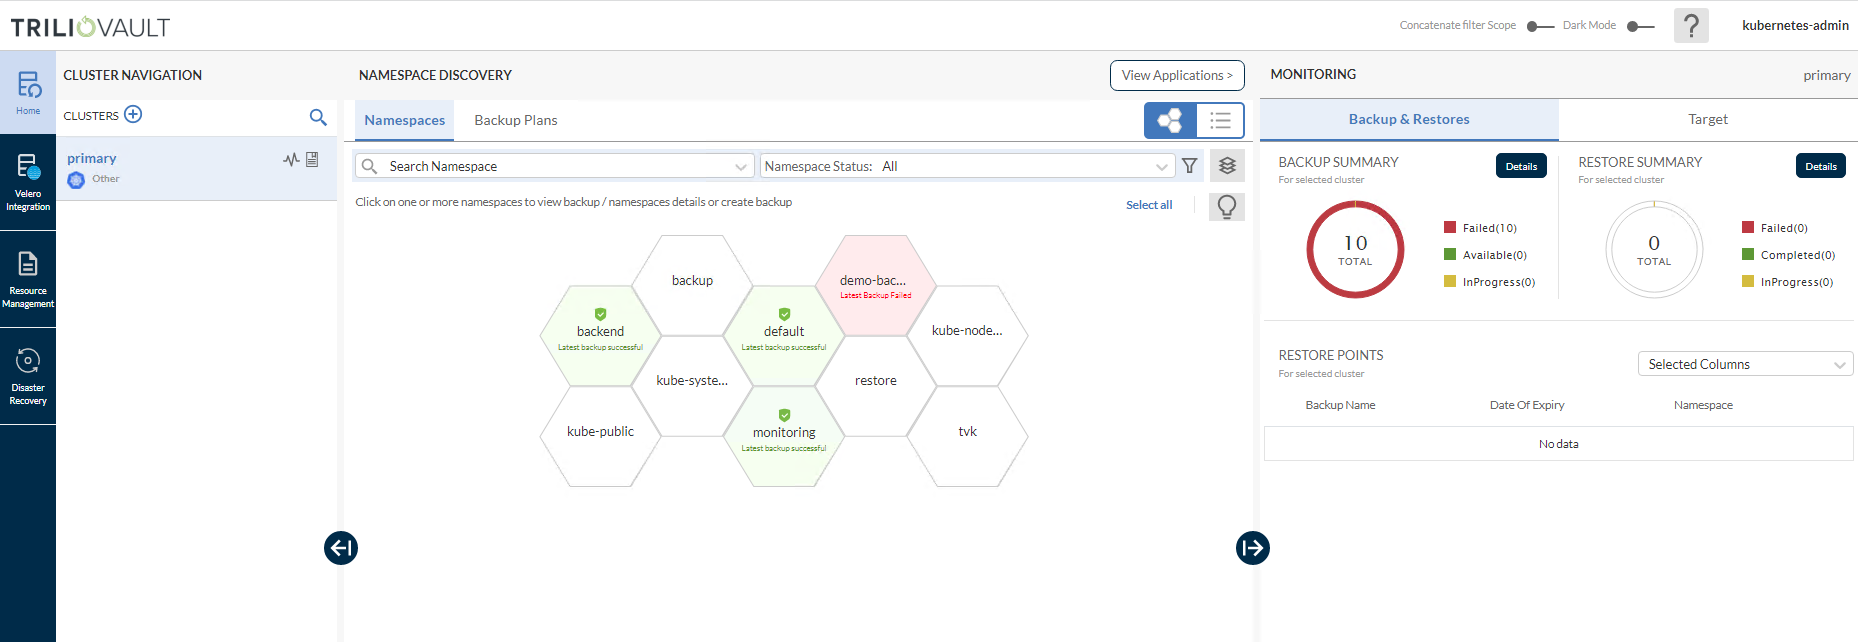 TRILIOVAULT
Concatenate filter Scope
Dark Mode
?
kubernetes-admin
Home
Velero
Integration
Resource
Management
Disaster
Recovery
CLUSTER NAVIGATION
CLUSTERS
primary
Other
NAMESPACE DISCOVERY
View Applications >
Namespaces
Backup Plans
Search Namespace
Namespace Status: All
Click on one or more namespaces to view backup / namespaces details or create backup
Select all
backup
demo-bac...
Latest Backup Failed
backend
Latest backup successful
default
Latest backup successful
kube-node...
kube-syste...
restore
kube-public
monitoring
Latest backup successful
tvk
MONITORING
primary
Backup & Restores
Target
BACKUP SUMMARY
For selected cluster
Details
10
TOTAL
Failed(10)
Available(0)
InProgress(0)
RESTORE SUMMARY
For selected cluster
Details
0
TOTAL
Failed(0)
Completed(0)
InProgress(0)
RESTORE POINTS
For selected cluster
Selected Columns
Backup Name
Date Of Expiry
Namespace
No data